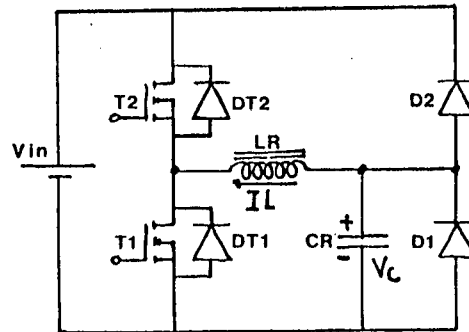 T2
DT2
D2
Vin
LR
IL
T1
DT1
+
CR
-
VC
D1